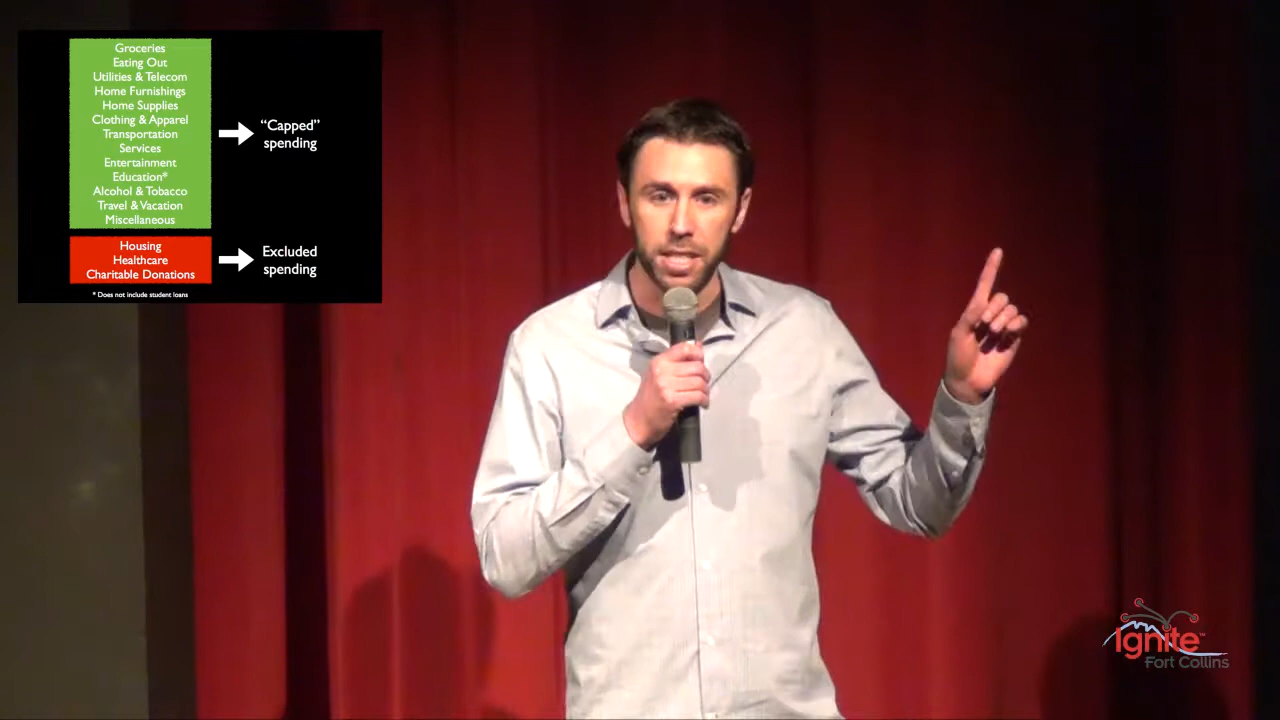 Groceries
Eating Out
Utilities & Telecom
Home Furnishings
Home Supplies
Clothing & Apparel
Transportation
Services
Entertainment
Education*
Alcohol & Tobacco
Travel & Vacation
Miscellaneous
“Capped”
spending
Housing
Healthcare
Charitable Donations
Excluded
spending
* Does not include student loans
Ignite™
Fort Collins